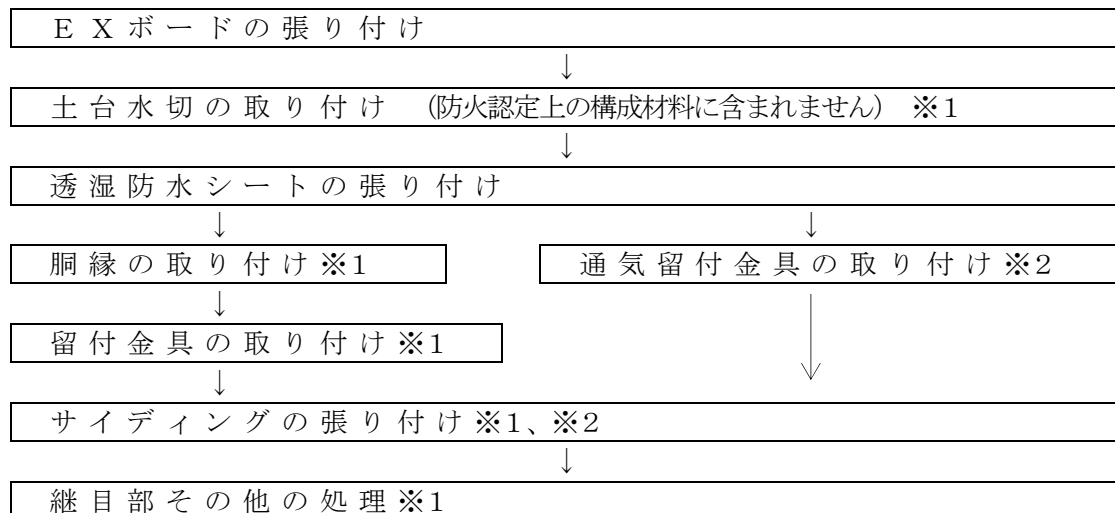 EXボードの張り付け
↓
土台水切の取り付け （防火認定上の構成材料に含まれません） ※1
↓
透湿防水シートの張り付け
↓ ↓
胴縁の取り付け※1 通気留付金具の取り付け※2
↓
留付金具の取り付け※1
↓
サイディングの張り付け※1、※2
↓
継目部その他の処理※1